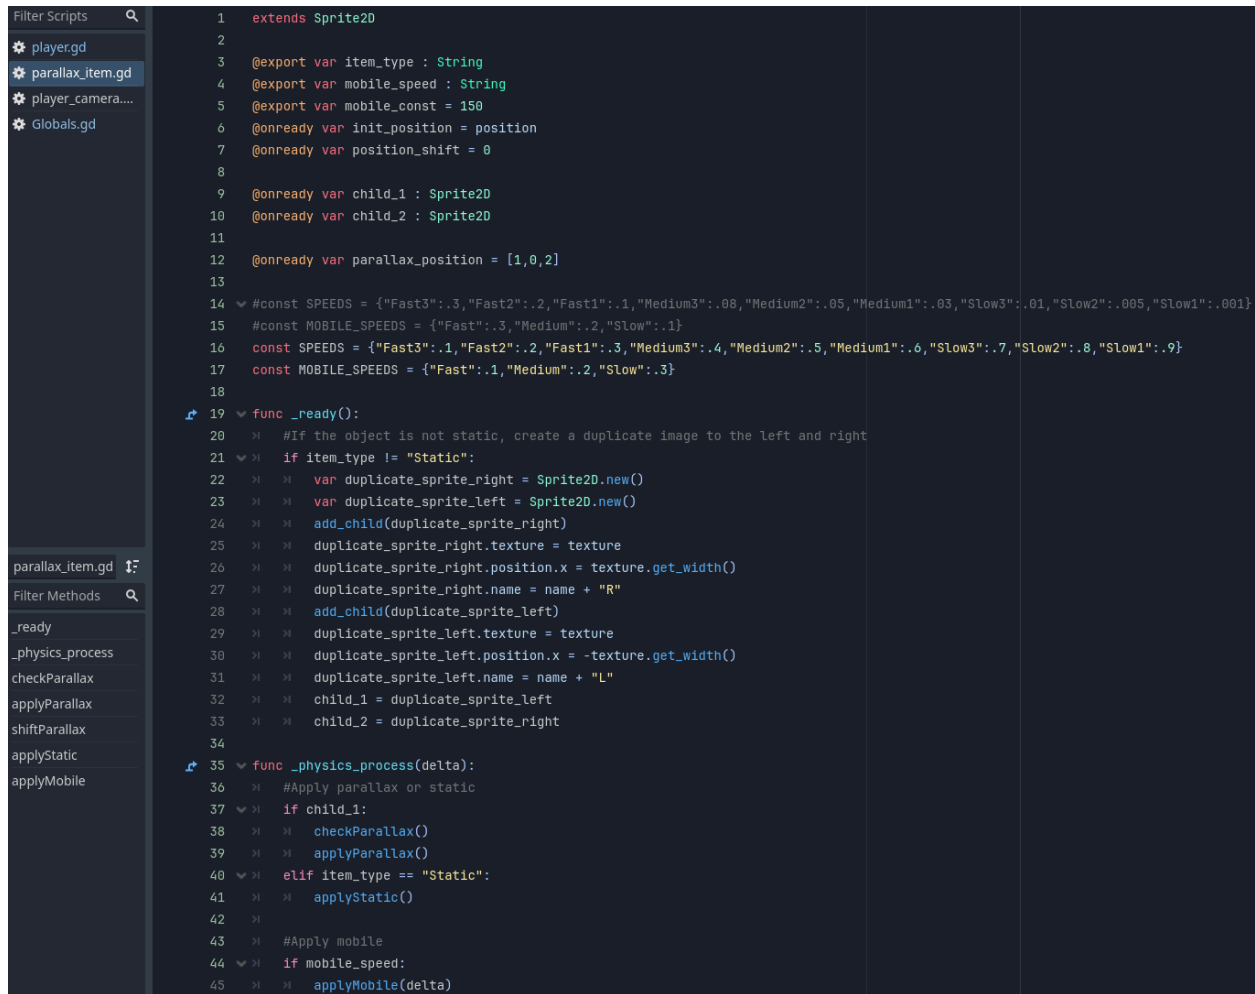 Filter Scripts
player.gd
parallax_item.gd
player_camera....
Globals.gd
parallax_item.gd
Filter Methods
_ready
_physics_process
checkParallax
applyParallax
shiftParallax
applyStatic
applyMobile
1 extends Sprite2D
2
3 @export var item_type : String
4 @export var mobile_speed : String
5 @export var mobile_const = 150
6 @onready var init_position = position
7 @onready var position_shift = 0
8
9 @onready var child_1 : Sprite2D
10 @onready var child_2 : Sprite2D
11
12 @onready var parallax_position = [1,0,2]
13
14 #const SPEEDS = {"Fast3":.3,"Fast2":.2,"Fast1":.1,"Medium3":.08,"Medium2":.05,"Medium1":.03,"Slow3":.01,"Slow2":.005,"Slow1":.001}
15 #const MOBILE_SPEEDS = {"Fast":.3,"Medium":.2,"Slow":.1}
16 const SPEEDS = {"Fast3":.1,"Fast2":.2,"Fast1":.3,"Medium3":.4,"Medium2":.5,"Medium1":.6,"Slow3":.7,"Slow2":.8,"Slow1":.9}
17 const MOBILE_SPEEDS = {"Fast":.1,"Medium":.2,"Slow":.3}
18
19 func _ready():
20 #If the object is not static, create a duplicate image to the left and right
21 if item_type != "Static":
22 var duplicate_sprite_right = Sprite2D.new()
23 var duplicate_sprite_left = Sprite2D.new()
24 add_child(duplicate_sprite_right)
25 duplicate_sprite_right.texture = texture
26 duplicate_sprite_right.position.x = texture.get_width()
27 duplicate_sprite_right.name = name + "R"
28 add_child(duplicate_sprite_left)
29 duplicate_sprite_left.texture = texture
30 duplicate_sprite_left.position.x = -texture.get_width()
31 duplicate_sprite_left.name = name + "L"
32 child_1 = duplicate_sprite_left
33 child_2 = duplicate_sprite_right
34
35 func _physics_process(delta):
36 #Apply parallax or static
37 if child_1:
38 checkParallax()
39 applyParallax()
40 elif item_type == "Static":
41 applyStatic()
42
43 #Apply mobile
44 if mobile_speed:
45 applyMobile(delta)